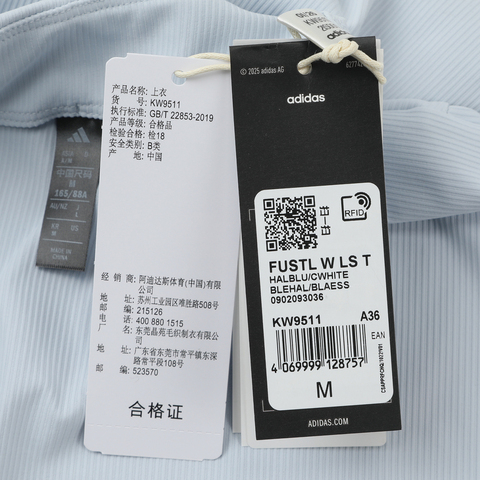 产品名称: 上衣
货 号: KW9511
执行标准: GB/T 22853-2019
产品等级: 合格品
检验合格: 检18
安全类别: B类
产 地: 中国
经 销 商: 阿迪达斯体育(中国)有限公司
地 址: 苏州工业园区唯胜路508号
邮 编: 215126
电 话: 400 880 1515
制 造 商: 东莞晶苑毛织制衣有限公司
地 址: 广东省东莞市常平镇东深路常平段108号
邮 编: 523570
合格证
© 2025 adidas AG
adidas
RFID
FUSTL W LS T
HALBLU/CWHITE
BLEHAL/BLAESS
0902093036
KW9511 A36
EAN
4 069999 128757
M
ADIDAS.COM
中国尺码
165/88A